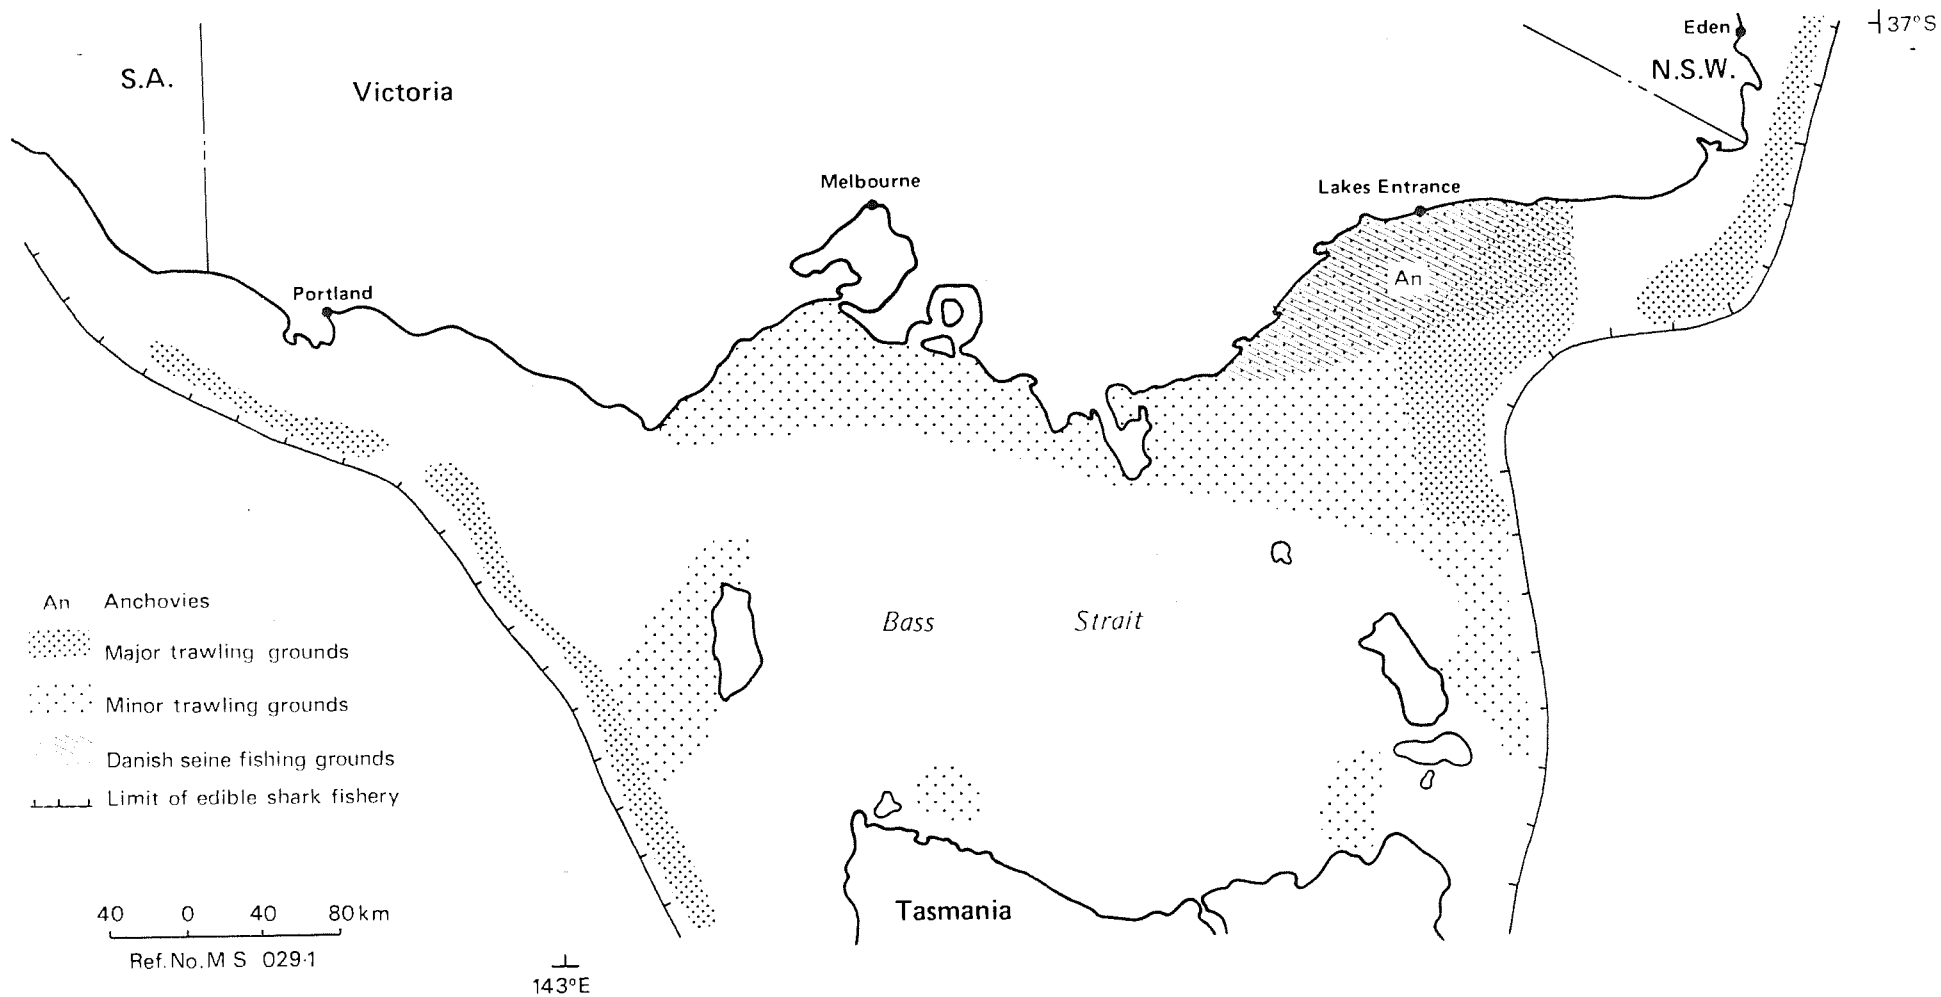 37°S
Eden
N.S.W.
S.A.
Victoria
Melbourne
Lakes Entrance
An
Portland
Bass Strait
An Anchovies
Major trawling grounds
Minor trawling grounds
Danish seine fishing grounds
Limit of edible shark fishery
40 0 40 80 km
Ref. No. M S 029·1
Tasmania
143°E